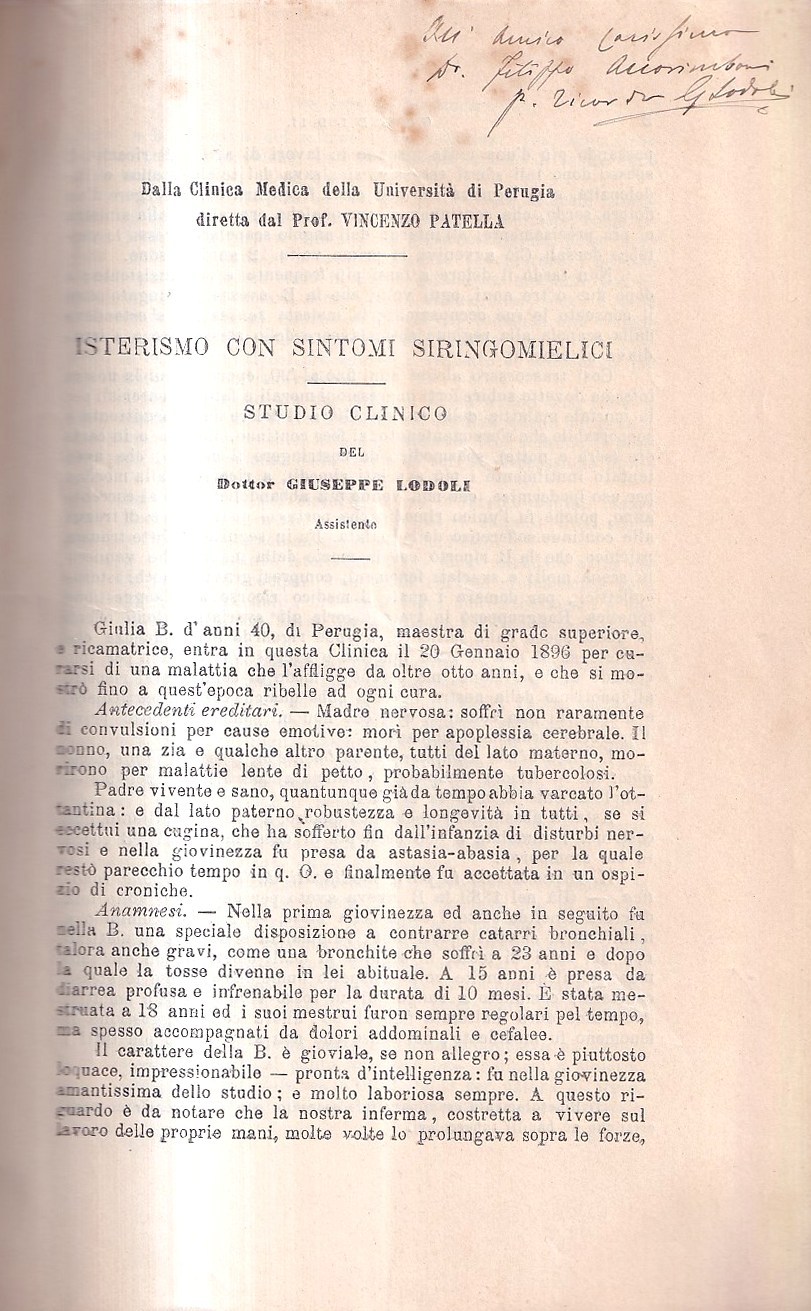 All' Amico Carissimo
Dr. Filippo Accorimboni
p. ricordo GLodoli
Dalla Clinica Medica della Università di Perugia
diretta dal Prof. VINCENZO PATELLA
ISTERISMO CON SINTOMI SIRINGOMIELICI
STUDIO CLINICO
DEL
Dottor GIUSEPPE LODOLI
Assistente
Giulia B. d'anni 40, di Perugia, maestra di grado superiore,
e ricamatrice, entra in questa Clinica il 20 Gennaio 1896 per cu-
rarsi di una malattia che l'affligge da oltre otto anni, e che si mo-
strò fino a quest'epoca ribelle ad ogni cura.
Antecedenti ereditari. — Madre nervosa: soffrì non raramente
di convulsioni per cause emotive: morì per apoplessia cerebrale. Il
nonno, una zia e qualche altro parente, tutti del lato materno, mo-
rirono per malattie lente di petto, probabilmente tubercolosi.
Padre vivente e sano, quantunque già da tempo abbia varcato l'ot-
tantina: e dal lato paterno robustezza e longevità in tutti, se si
eccettui una cugina, che ha sofferto fin dall'infanzia di disturbi ner-
vosi e nella giovinezza fu presa da astasia-abasia, per la quale
restò parecchio tempo in q. O. e finalmente fu accettata in un ospi-
zio di croniche.
Anamnesi. — Nella prima giovinezza ed anche in seguito fu
nella B. una speciale disposizione a contrarre catarri bronchiali,
talora anche gravi, come una bronchite che soffrì a 23 anni e dopo
la quale la tosse divenne in lei abituale. A 15 anni è presa da
diarrea profusa e infrenabile per la durata di 10 mesi. È stata me-
struata a 18 anni ed i suoi mestrui furon sempre regolari pel tempo,
ma spesso accompagnati da dolori addominali e cefalee.
Il carattere della B. è gioviale, se non allegro; essa è piuttosto
loquace, impressionabile — pronta d'intelligenza: fu nella giovinezza
amantissima dello studio; e molto laboriosa sempre. A questo ri-
guardo è da notare che la nostra inferma, costretta a vivere sul
lavoro delle proprie mani, molte volte lo prolungava sopra le forze,